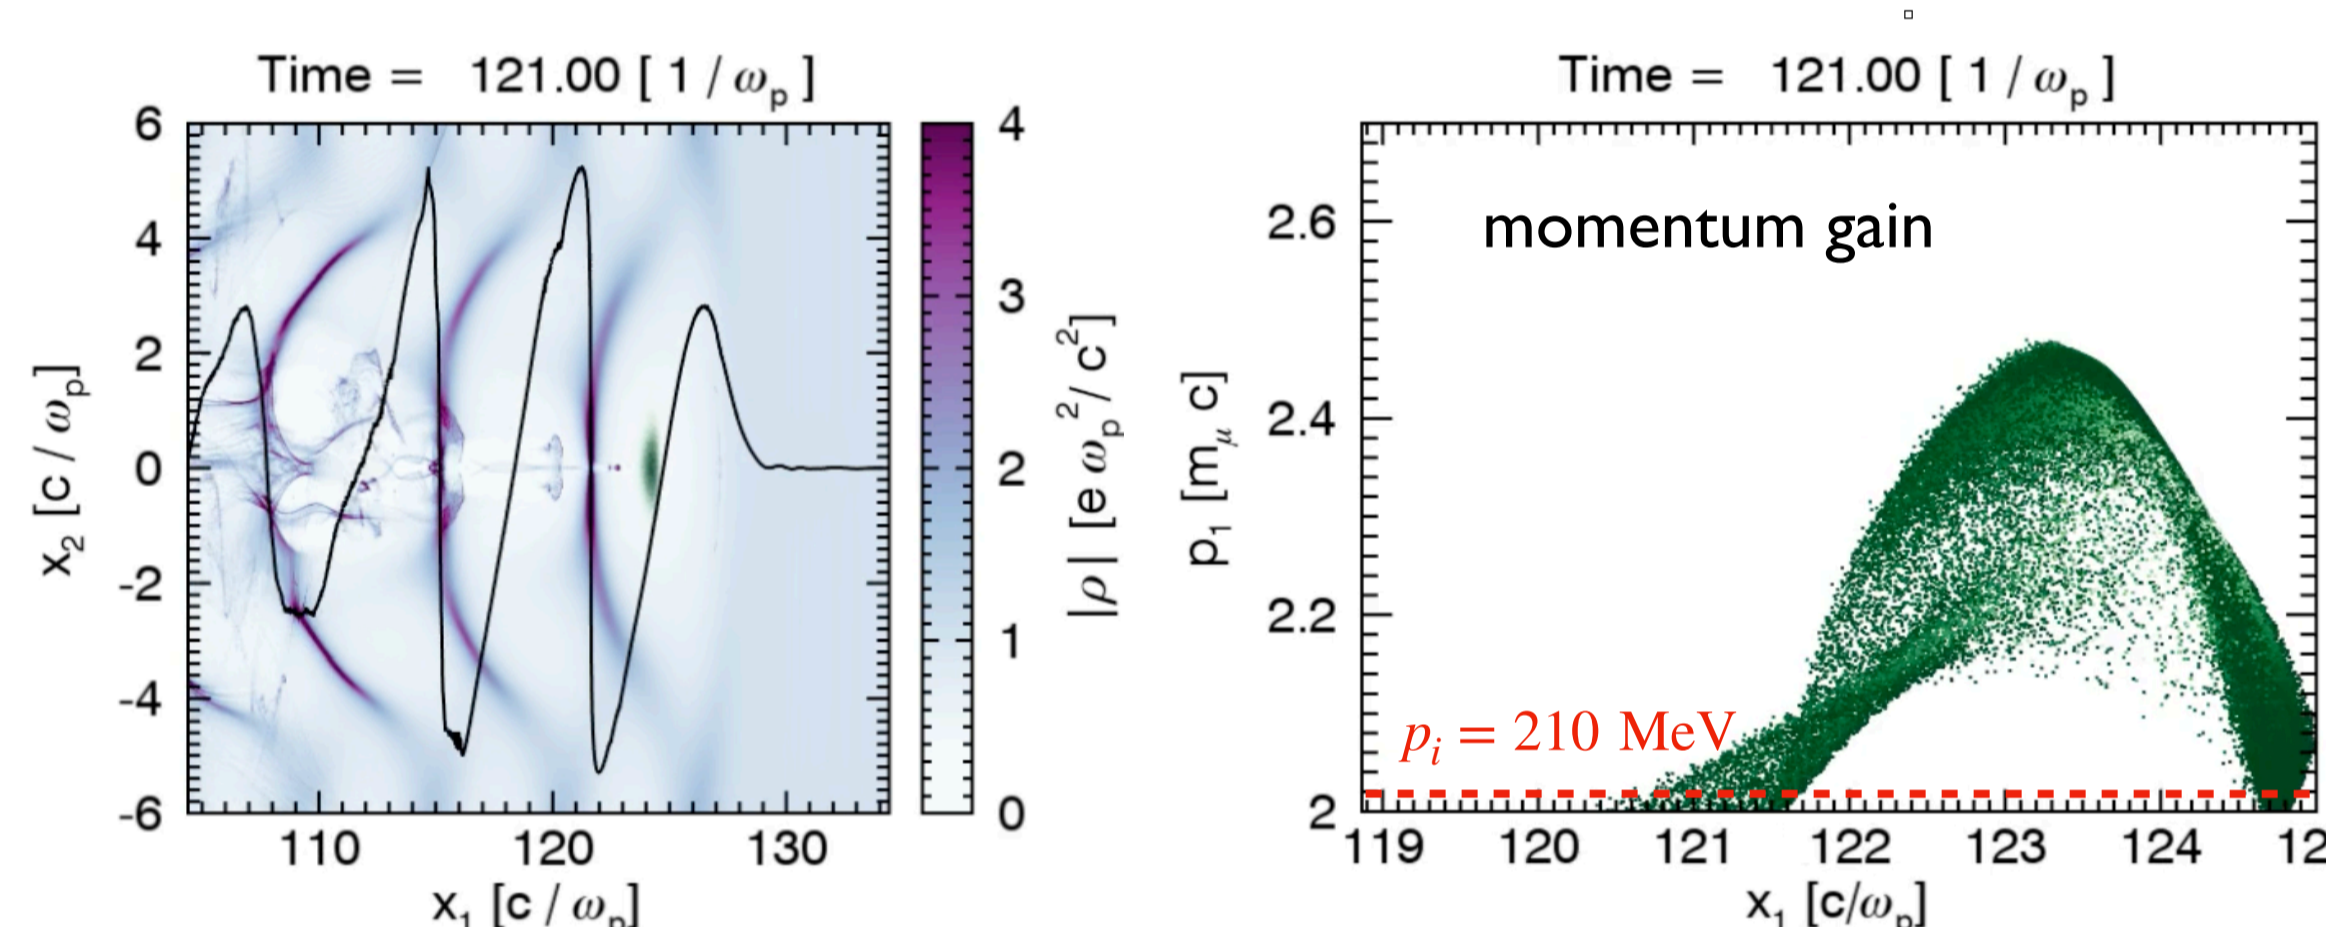 Time = 121.00 [ 1 / ωp ]
6
4
2
0
-2
-4
-6
x2 [c / ωp]
110 120 130
x1 [c / ωp]
4
3
2
1
0
|ρ| [e ωp²/ c²]
Time = 121.00 [ 1 / ωp ]
momentum gain
2.6
2.4
2.2
2
p1 [mμ c]
pi = 210 MeV
119 120 121 122 123 124 12
x1 [c/ωp]